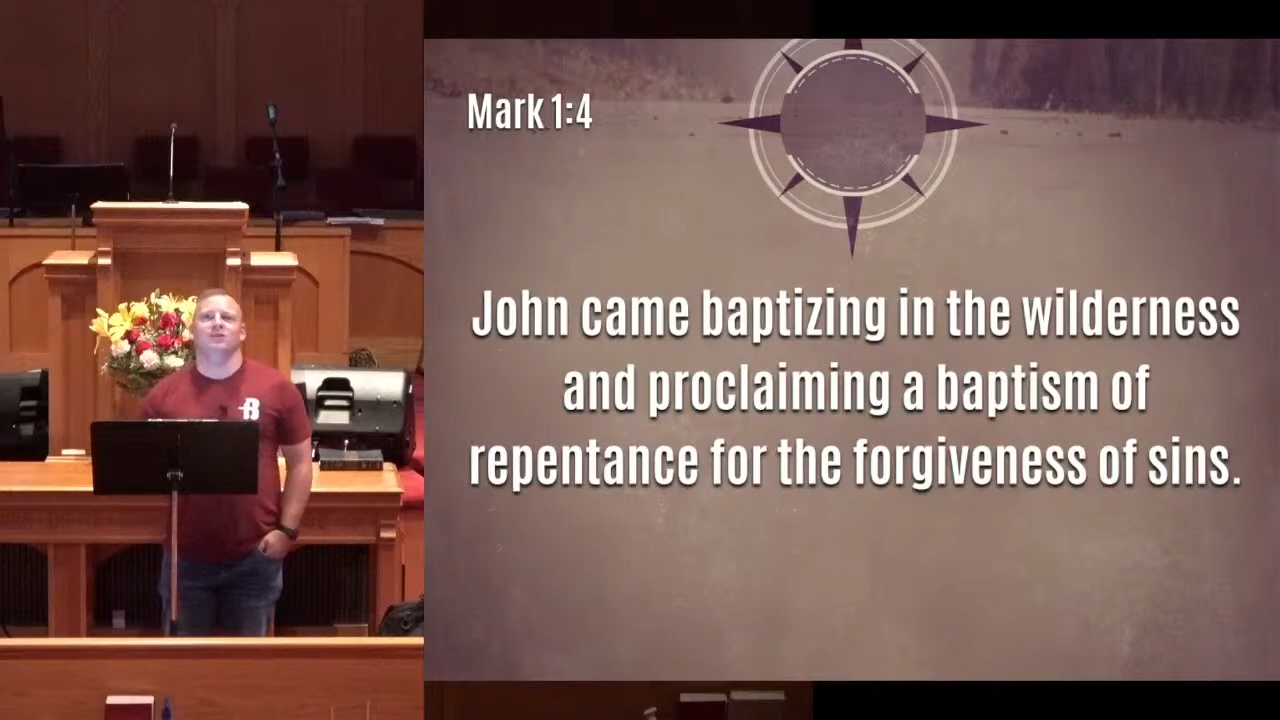 Mark 1:4
John came baptizing in the wilderness
and proclaiming a baptism of
repentance for the forgiveness of sins.
B